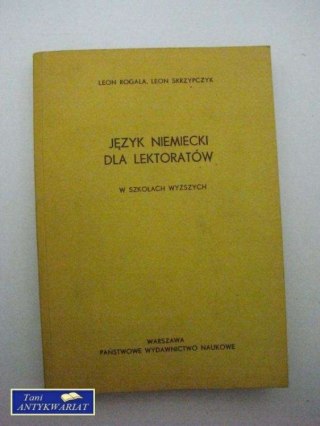 LEON ROGALA, LEON SKRZYPCZYK
JĘZYK NIEMIECKI
DLA LEKTORATÓW
W SZKOŁACH WYŻSZYCH
WARSZAWA
PAŃSTWOWE WYDAWNICTWO NAUKOWE
Tani
ANTYKWARIAT